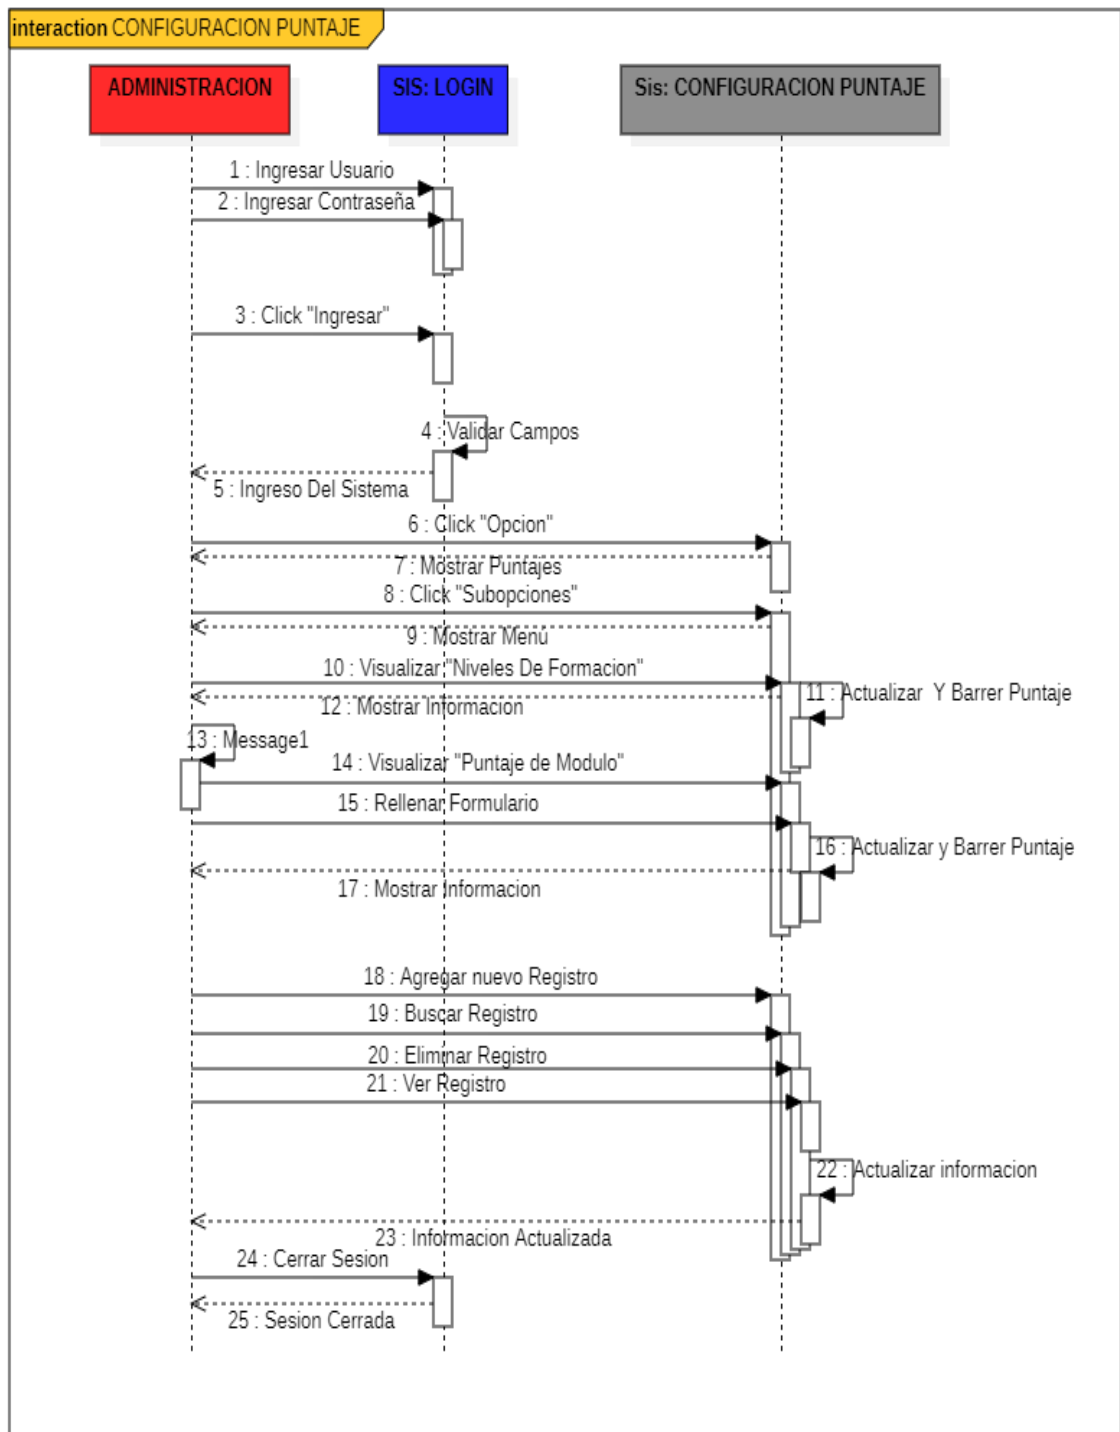 interaction CONFIGURACION PUNTAJE
ADMINISTRACION
SIS: LOGIN
Sis: CONFIGURACION PUNTAJE
1 : Ingresar Usuario
2 : Ingresar Contraseña
3 : Click "Ingresar"
4 : Validar Campos
5 : Ingreso Del Sistema
6 : Click "Opcion"
7 : Mostrar Puntajes
8 : Click "Subopciones"
9 : Mostrar Menú
10 : Visualizar "Niveles De Formacion"
11 : Actualizar Y Barrer Puntaje
12 : Mostrar Informacion
13 : Message1
14 : Visualizar "Puntaje de Modulo"
15 : Rellenar Formulario
16 : Actualizar y Barrer Puntaje
17 : Mostrar Informacion
18 : Agregar nuevo Registro
19 : Buscar Registro
20 : Eliminar Registro
21 : Ver Registro
22 : Actualizar informacion
23 : Informacion Actualizada
24 : Cerrar Sesion
25 : Sesion Cerrada